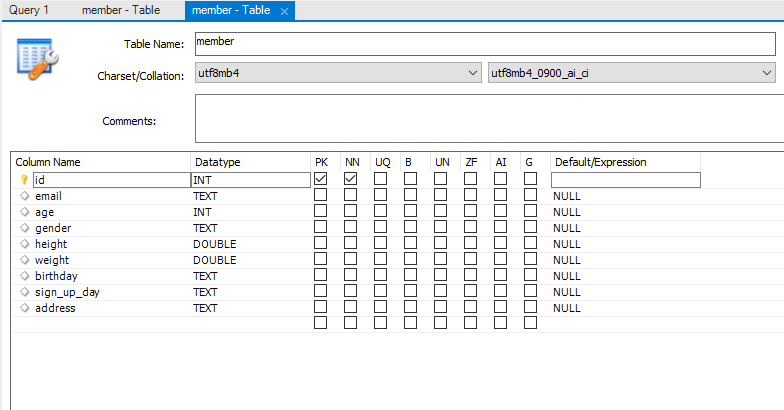 Query 1 member - Table member - Table ×
Table Name: member
Charset/Collation: utf8mb4 utf8mb4_0900_ai_ci
Comments:
Column Name Datatype PK NN UQ B UN ZF AI G Default/Expression
id INT
email TEXT NULL
age INT NULL
gender TEXT NULL
height DOUBLE NULL
weight DOUBLE NULL
birthday TEXT NULL
sign_up_day TEXT NULL
address TEXT NULL